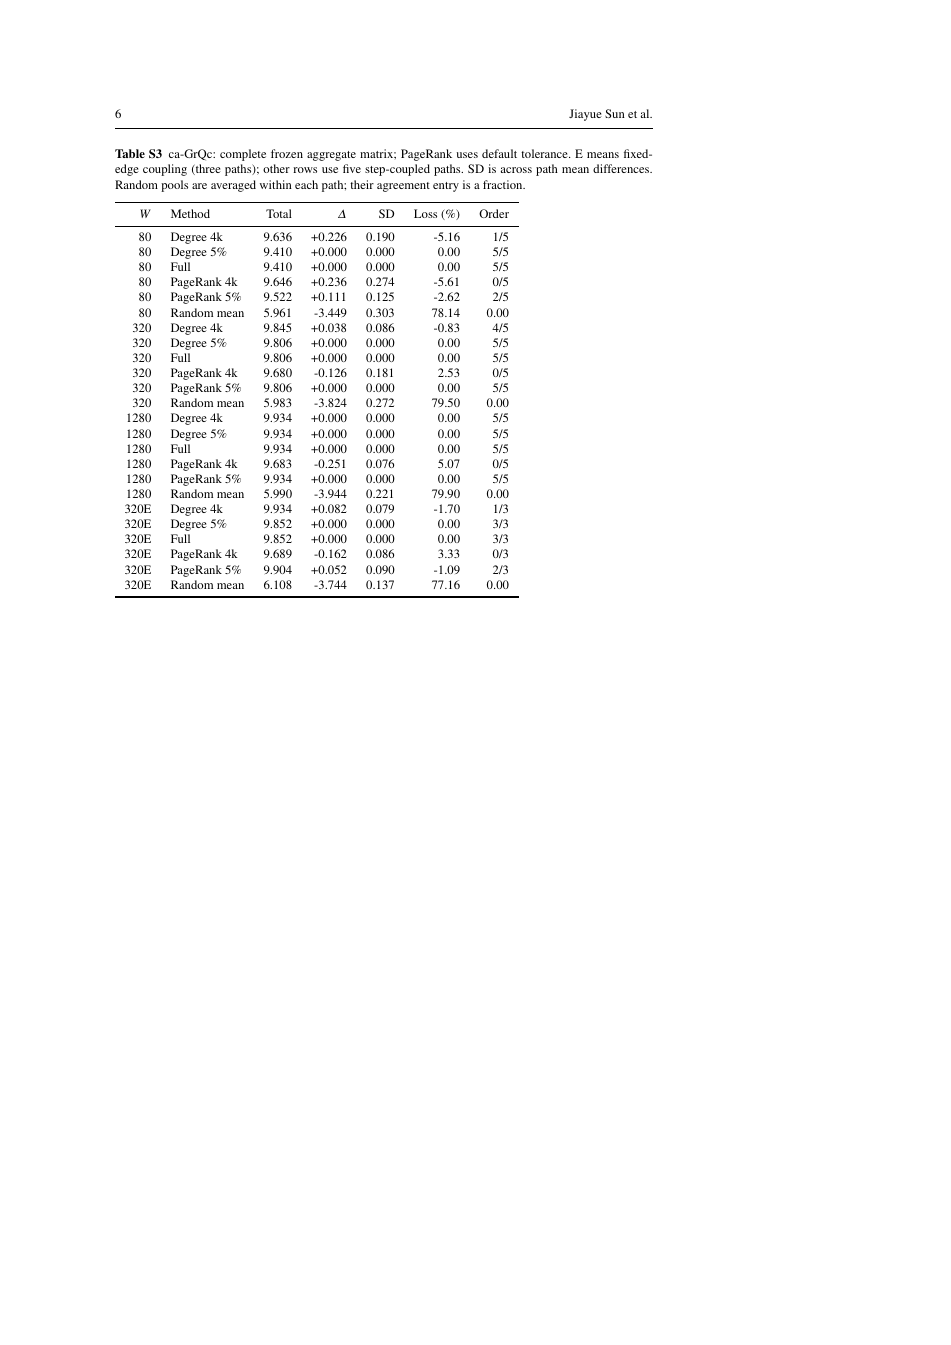 6 Jiayue Sun et al.
Table S3 ca-GrQc: complete frozen aggregate matrix; PageRank uses default tolerance. E means fixed-
edge coupling (three paths); other rows use five step-coupled paths. SD is across path mean differences.
Random pools are averaged within each path; their agreement entry is a fraction.
W Method Total Δ SD Loss (%) Order
80 Degree 4k 9.636 +0.226 0.190 -5.16 1/5
80 Degree 5% 9.410 +0.000 0.000 0.00 5/5
80 Full 9.410 +0.000 0.000 0.00 5/5
80 PageRank 4k 9.646 +0.236 0.274 -5.61 0/5
80 PageRank 5% 9.522 +0.111 0.125 -2.62 2/5
80 Random mean 5.961 -3.449 0.303 78.14 0.00
320 Degree 4k 9.845 +0.038 0.086 -0.83 4/5
320 Degree 5% 9.806 +0.000 0.000 0.00 5/5
320 Full 9.806 +0.000 0.000 0.00 5/5
320 PageRank 4k 9.680 -0.126 0.181 2.53 0/5
320 PageRank 5% 9.806 +0.000 0.000 0.00 5/5
320 Random mean 5.983 -3.824 0.272 79.50 0.00
1280 Degree 4k 9.934 +0.000 0.000 0.00 5/5
1280 Degree 5% 9.934 +0.000 0.000 0.00 5/5
1280 Full 9.934 +0.000 0.000 0.00 5/5
1280 PageRank 4k 9.683 -0.251 0.076 5.07 0/5
1280 PageRank 5% 9.934 +0.000 0.000 0.00 5/5
1280 Random mean 5.990 -3.944 0.221 79.90 0.00
320E Degree 4k 9.934 +0.082 0.079 -1.70 1/3
320E Degree 5% 9.852 +0.000 0.000 0.00 3/3
320E Full 9.852 +0.000 0.000 0.00 3/3
320E PageRank 4k 9.689 -0.162 0.086 3.33 0/3
320E PageRank 5% 9.904 +0.052 0.090 -1.09 2/3
320E Random mean 6.108 -3.744 0.137 77.16 0.00